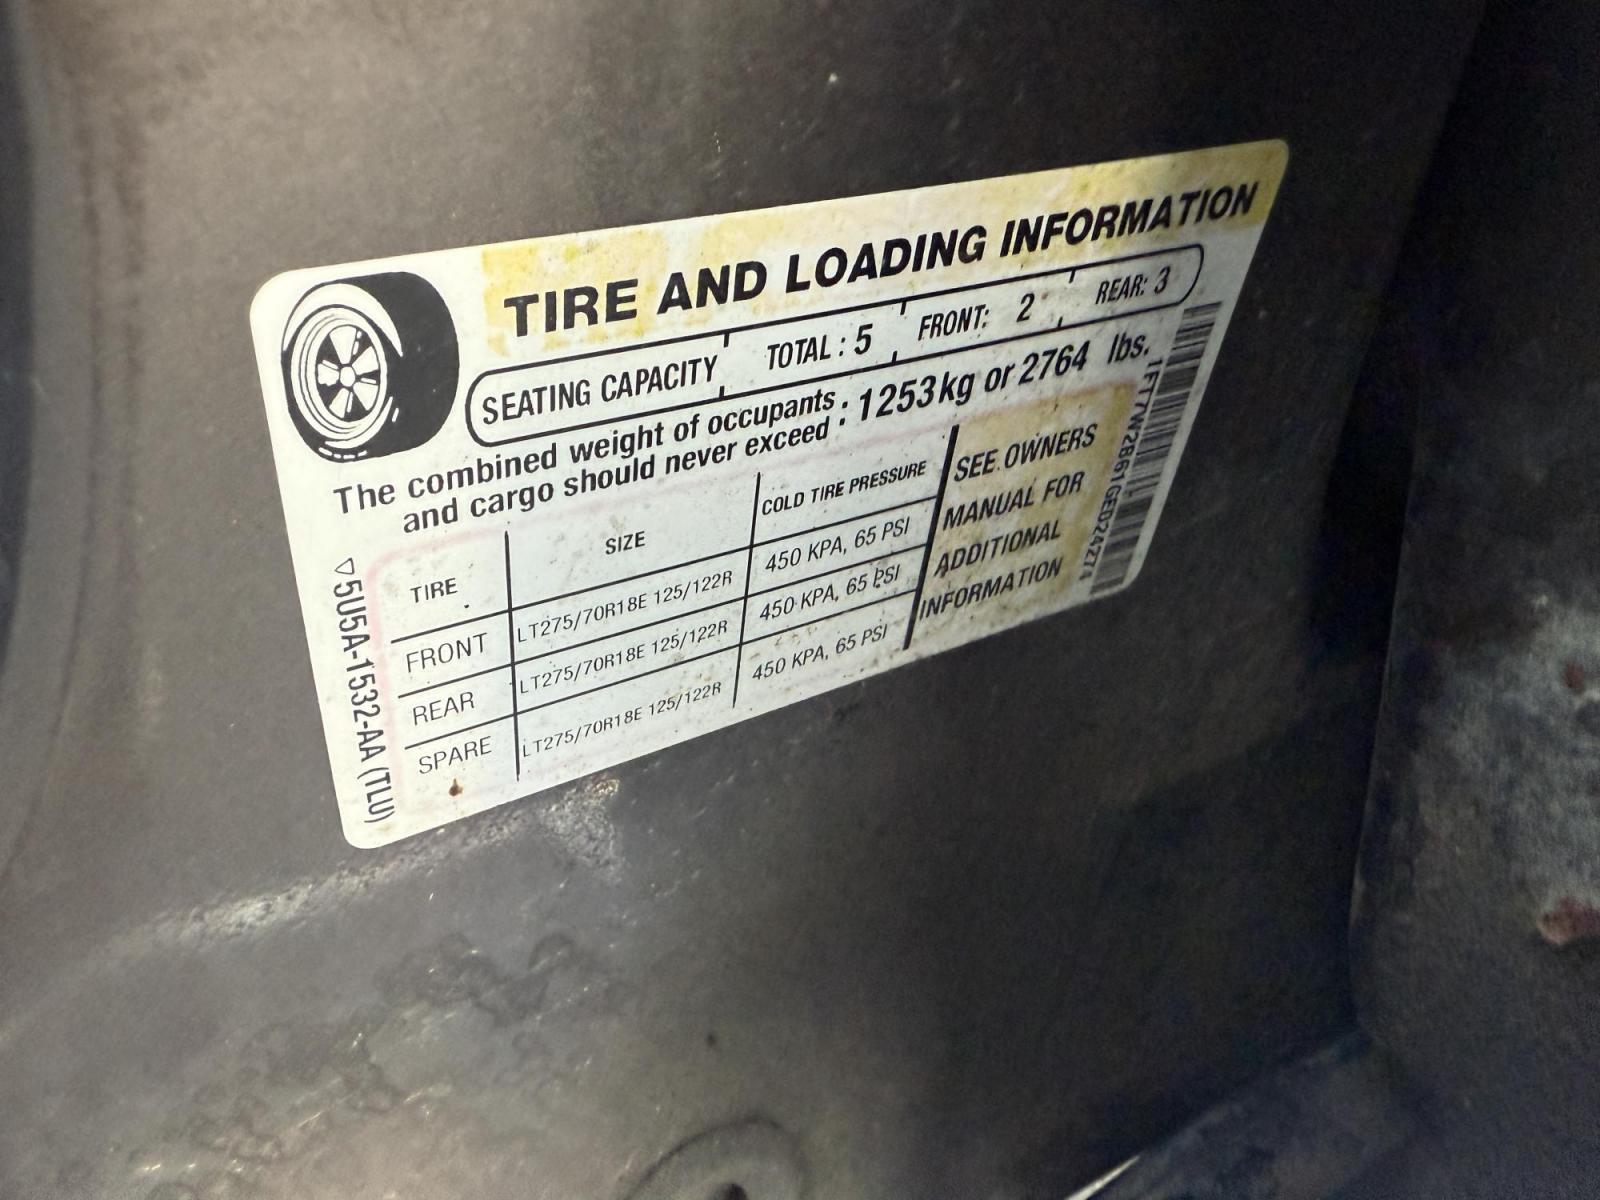 TIRE AND LOADING INFORMATION
SEATING CAPACITY TOTAL : 5 FRONT: 2 REAR: 3
The combined weight of occupants
and cargo should never exceed : 1253kg or 2764 lbs.
TIRE SIZE COLD TIRE PRESSURE
FRONT LT275/70R18E 125/122R 450 KPA, 65 PSI
REAR LT275/70R18E 125/122R 450 KPA, 65 PSI
SPARE LT275/70R18E 125/122R 450 KPA, 65 PSI
SEE OWNERS
MANUAL FOR
ADDITIONAL
INFORMATION
5U5A-1532-AA (TLU)
1FT7W2B61GED24274